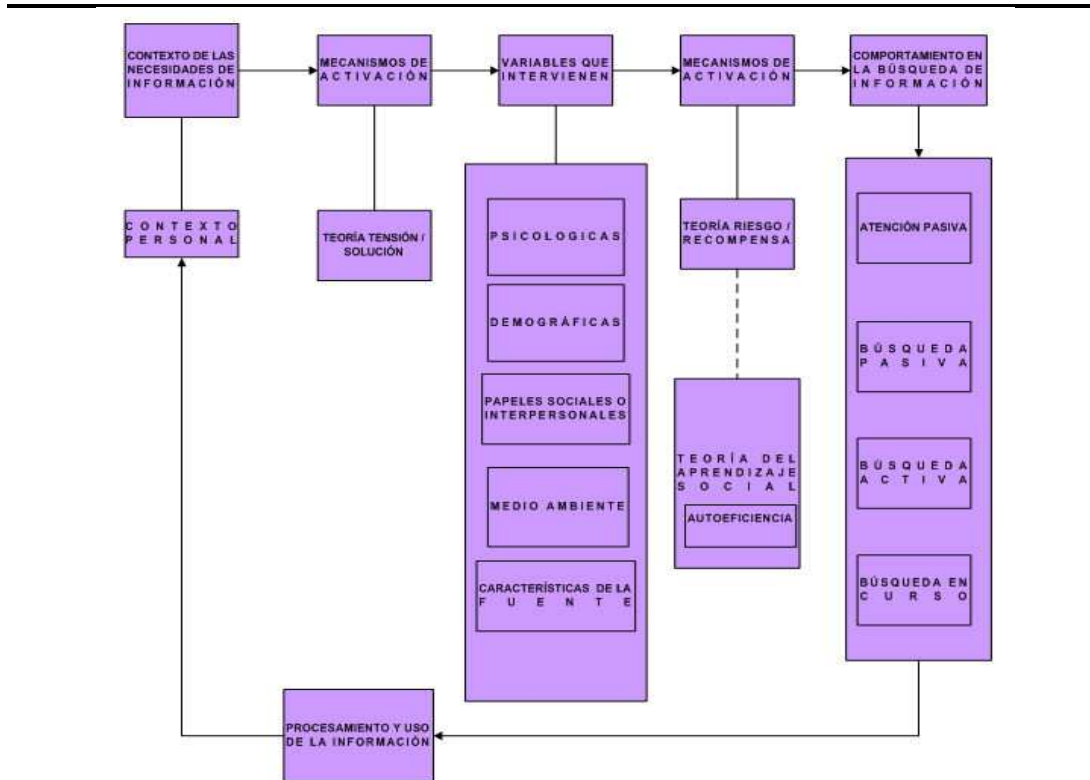 CONTEXTO DE LAS
NECESIDADES DE
INFORMACIÓN
MECANISMOS DE
ACTIVACIÓN
VARIABLES QUE
INTERVIENEN
MECANISMOS DE
ACTIVACIÓN
COMPORTAMIENTO EN
LA BÚSQUEDA DE
INFORMACIÓN
CONTEXTO
PERSONAL
TEORÍA TENSIÓN /
SOLUCIÓN
PSICOLOGICAS
DEMOGRÁFICAS
PAPELES SOCIALES O
INTERPERSONALES
MEDIO AMBIENTE
CARACTERÍSTICAS DE LA
FUENTE
TEORÍA RIESGO /
RECOMPENSA
TEORÍA DEL
APRENDIZAJE
SOCIAL
AUTOEFICIENCIA
ATENCIÓN PASIVA
BÚSQUEDA
PASIVA
BÚSQUEDA
ACTIVA
BÚSQUEDA EN
CURSO
PROCESAMIENTO Y USO
DE LA INFORMACIÓN